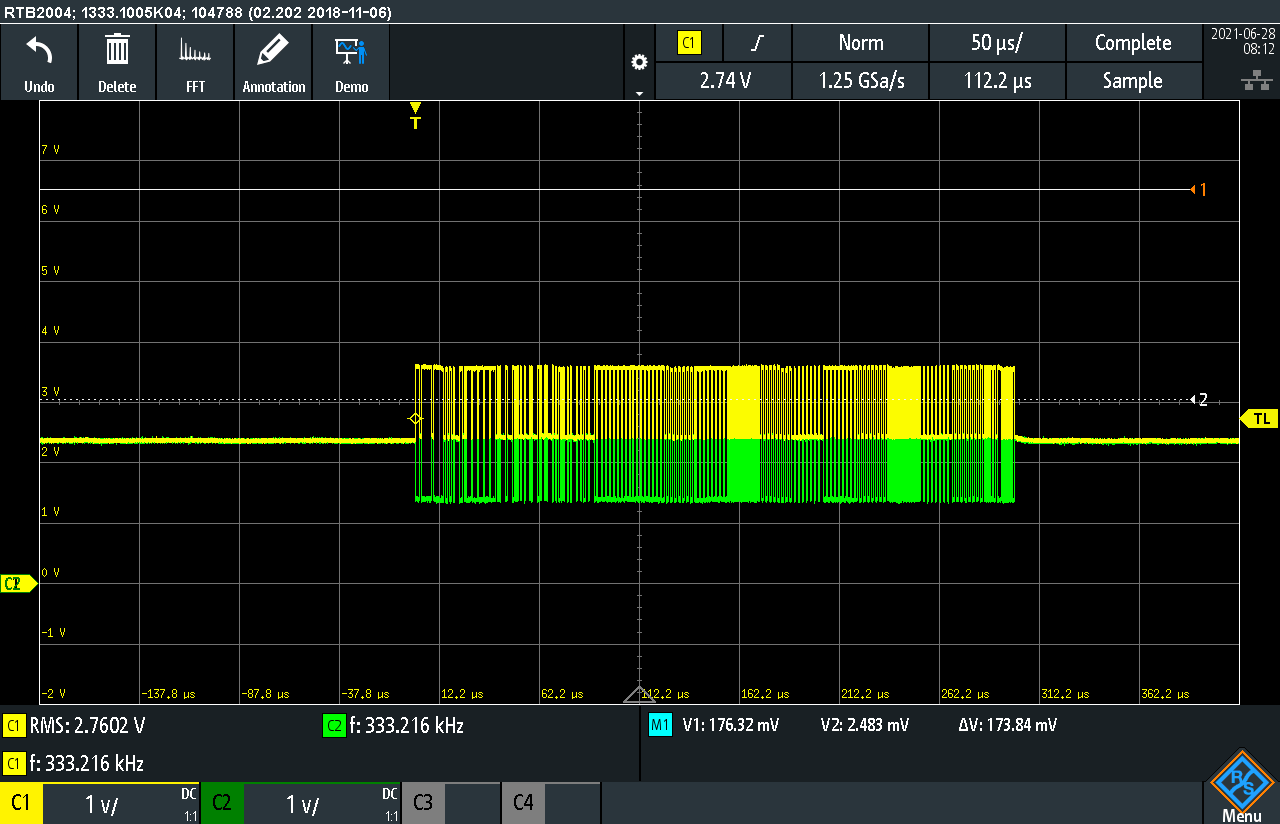 RTB2004; 1333.1005K04; 104788 (02.202 2018-11-06)
Undo
Delete
FFT
Annotation
Demo
C1
Norm
50 µs/
Complete
2.74 V
1.25 GSa/s
112.2 µs
Sample
2021-06-28
08:12
T
7 V
6 V
5 V
4 V
3 V
2 V
1 V
0 V
-1 V
-2 V
1
2
TL
-137.8 µs
-87.8 µs
-37.8 µs
12.2 µs
62.2 µs
112.2 µs
162.2 µs
212.2 µs
262.2 µs
312.2 µs
362.2 µs
C1 RMS: 2.7602 V
C2 f: 333.216 kHz
M1 V1: 176.32 mV V2: 2.483 mV ΔV: 173.84 mV
C1 f: 333.216 kHz
C1 1 V/ DC 1:1
C2 1 V/ DC 1:1
C3
C4
R&S
Menu